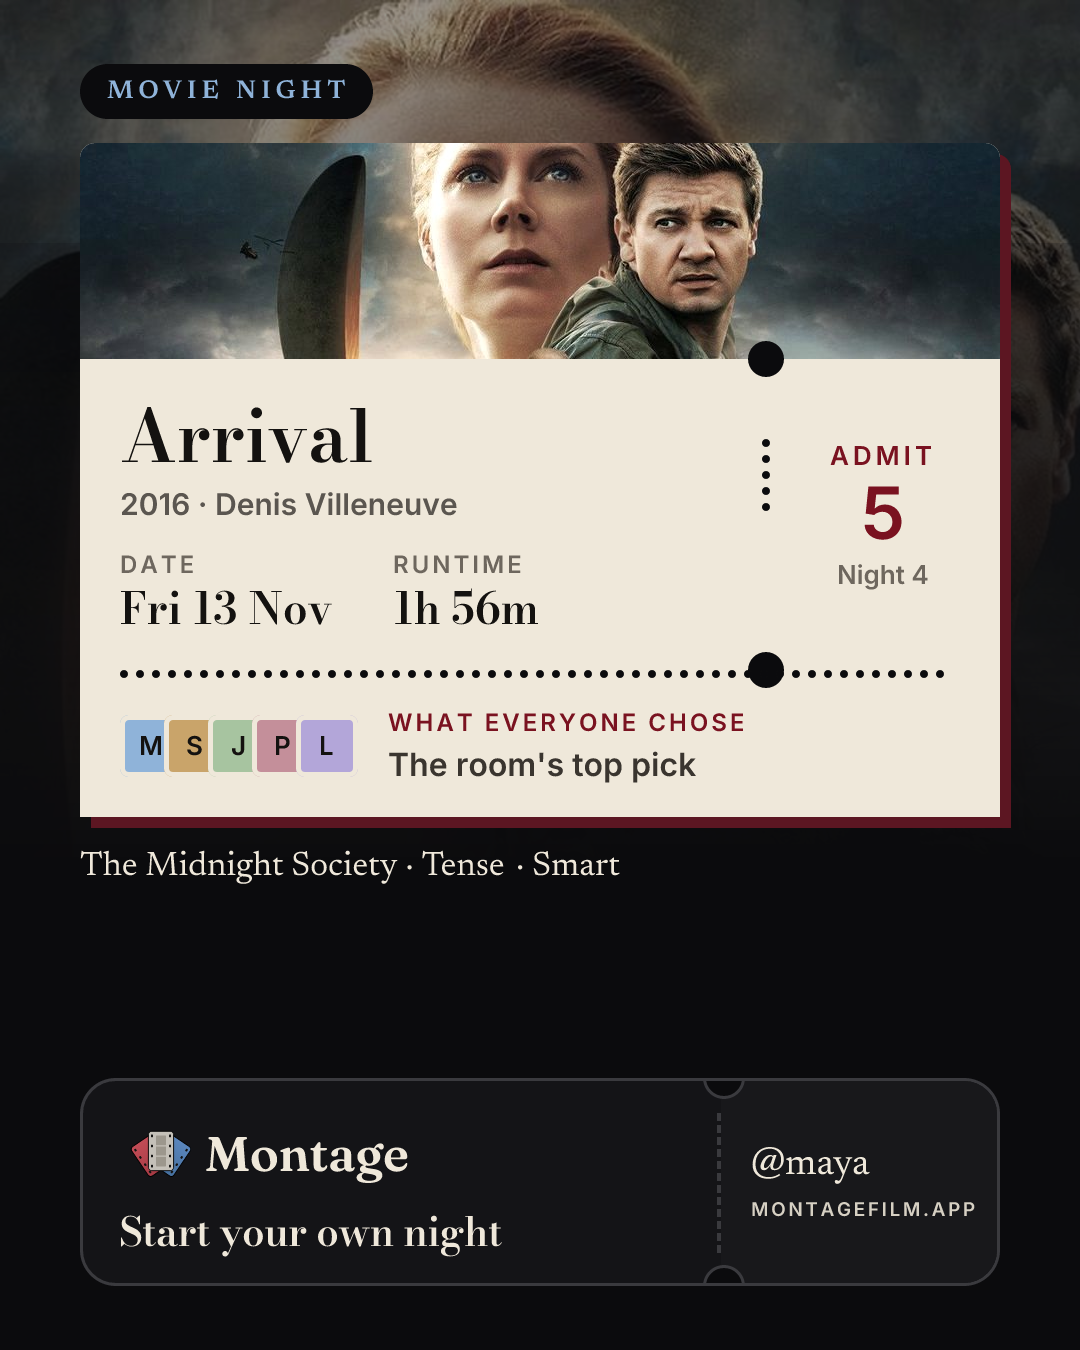 MOVIE NIGHT
Arrival
2016 · Denis Villeneuve
DATE
Fri 13 Nov
RUNTIME
1h 56m
ADMIT
5
Night 4
M S J P L
WHAT EVERYONE CHOSE
The room's top pick
The Midnight Society · Tense · Smart
Montage
Start your own night
@maya
MONTAGEFILM.APP